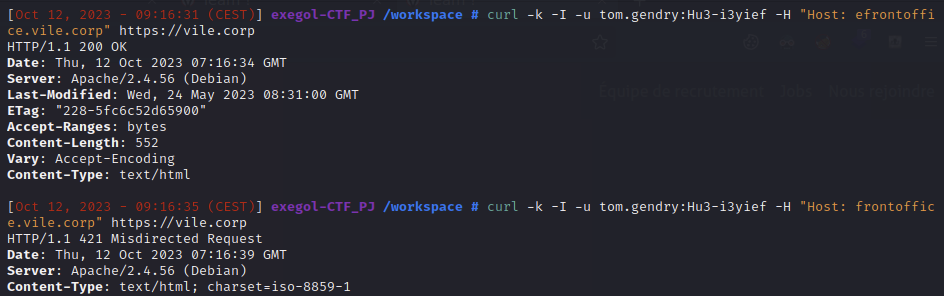 [Oct 12, 2023 - 09:16:31 (CEST)] exegol-CTF_PJ /workspace # curl -k -I -u tom.gendry:Hu3-i3yief -H "Host: efrontoffi
ce.vile.corp" https://vile.corp
HTTP/1.1 200 OK
Date: Thu, 12 Oct 2023 07:16:34 GMT
Server: Apache/2.4.56 (Debian)
Last-Modified: Wed, 24 May 2023 08:31:00 GMT
ETag: "228-5fc6c52d65900"
Accept-Ranges: bytes
Content-Length: 552
Vary: Accept-Encoding
Content-Type: text/html
[Oct 12, 2023 - 09:16:35 (CEST)] exegol-CTF_PJ /workspace # curl -k -I -u tom.gendry:Hu3-i3yief -H "Host: frontoffic
e.vile.corp" https://vile.corp
HTTP/1.1 421 Misdirected Request
Date: Thu, 12 Oct 2023 07:16:39 GMT
Server: Apache/2.4.56 (Debian)
Content-Type: text/html; charset=iso-8859-1